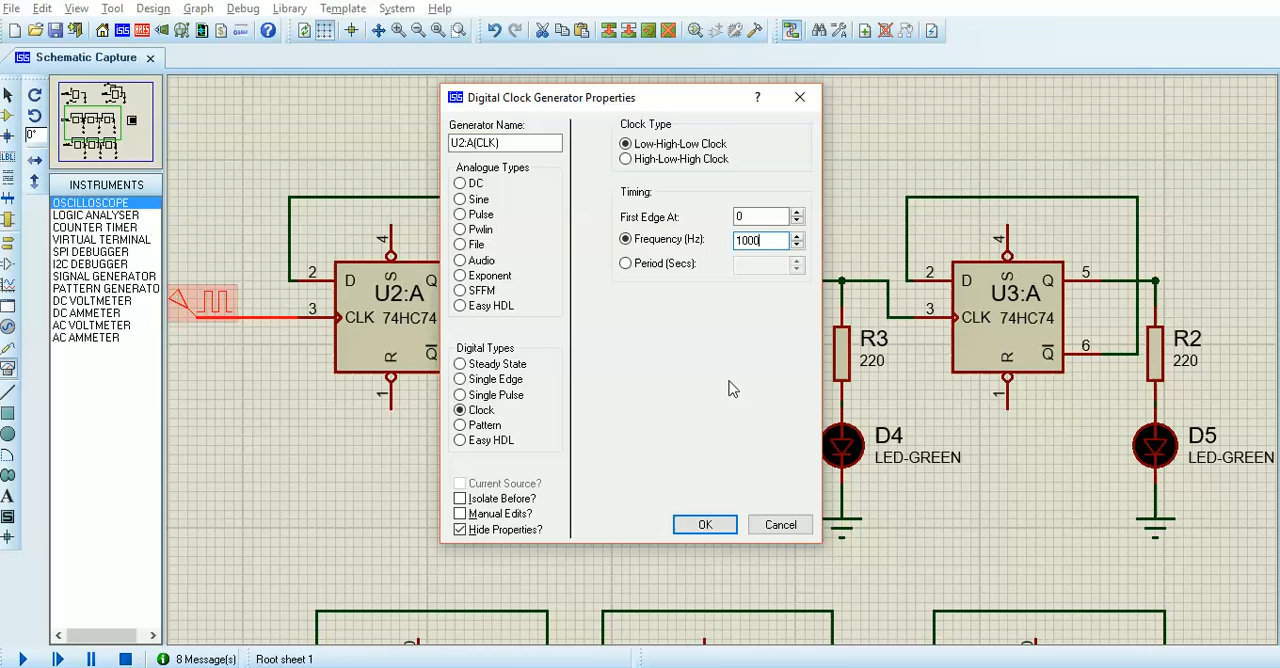 File Edit View Tool Design Graph Debug Library Template System Help
Schematic Capture
0°
LBL
A
INSTRUMENTS
OSCILLOSCOPE
LOGIC ANALYSER
COUNTER TIMER
VIRTUAL TERMINAL
SPI DEBUGGER
I2C DEBUGGER
SIGNAL GENERATOR
PATTERN GENERATO
DC VOLTMETER
DC AMMETER
AC VOLTMETER
AC AMMETER
ISIS Digital Clock Generator Properties ?
Generator Name:
U2:A(CLK)
Analogue Types
DC
Sine
Pulse
Pwlin
File
Audio
Exponent
SFFM
Easy HDL
Digital Types
Steady State
Single Edge
Single Pulse
Clock
Pattern
Easy HDL
Current Source?
Isolate Before?
Manual Edits?
Hide Properties?
Clock Type
Low-High-Low Clock
High-Low-High Clock
Timing:
First Edge At: 0
Frequency (Hz): 1000
Period (Secs):
OK Cancel
4
2 D S Q
U2:A
3 CLK 74HC74
R Q
1
4
2 D S Q 5
U3:A
3 CLK 74HC74
R Q 6
1
R3
220
R2
220
D4
LED-GREEN
D5
LED-GREEN
8 Message(s) Root sheet 1